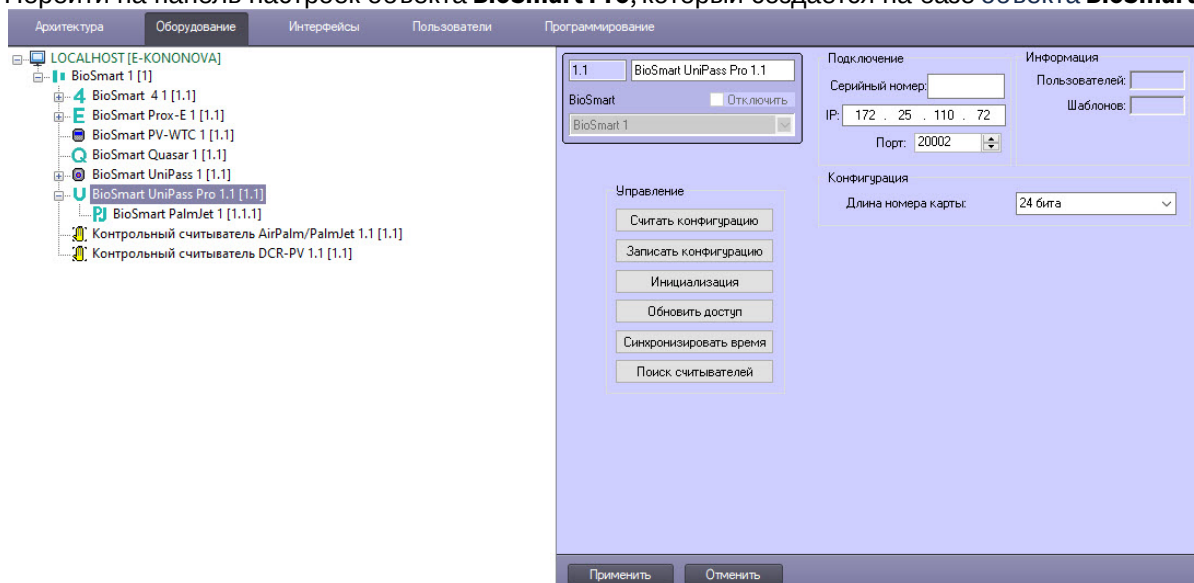 Перейти на панель настроек объекта BioSmart Pro, который создается на базе объекта BioSmart
Архитектура Оборудование Интерфейсы Пользователи Программирование
LOCALHOST [E-KONONOVA]
BioSmart 1 [1]
BioSmart 4 1 [1.1]
BioSmart Prox-E 1 [1.1]
BioSmart PV-WTC 1 [1.1]
BioSmart Quasar 1 [1.1]
BioSmart UniPass 1 [1.1]
BioSmart UniPass Pro 1.1 [1.1]
BioSmart PalmJet 1 [1.1.1]
Контрольный считыватель AirPalm/PalmJet 1.1 [1.1]
Контрольный считыватель DCR-PV 1.1 [1.1]
1.1 BioSmart UniPass Pro 1.1
BioSmart Отключить
BioSmart 1
Подключение
Серийный номер:
IP: 172 . 25 . 110 . 72
Порт: 20002
Информация
Пользователей:
Шаблонов:
Конфигурация
Длина номера карты: 24 бита
Управление
Считать конфигурацию
Записать конфигурацию
Инициализация
Обновить доступ
Синхронизировать время
Поиск считывателей
Применить Отменить